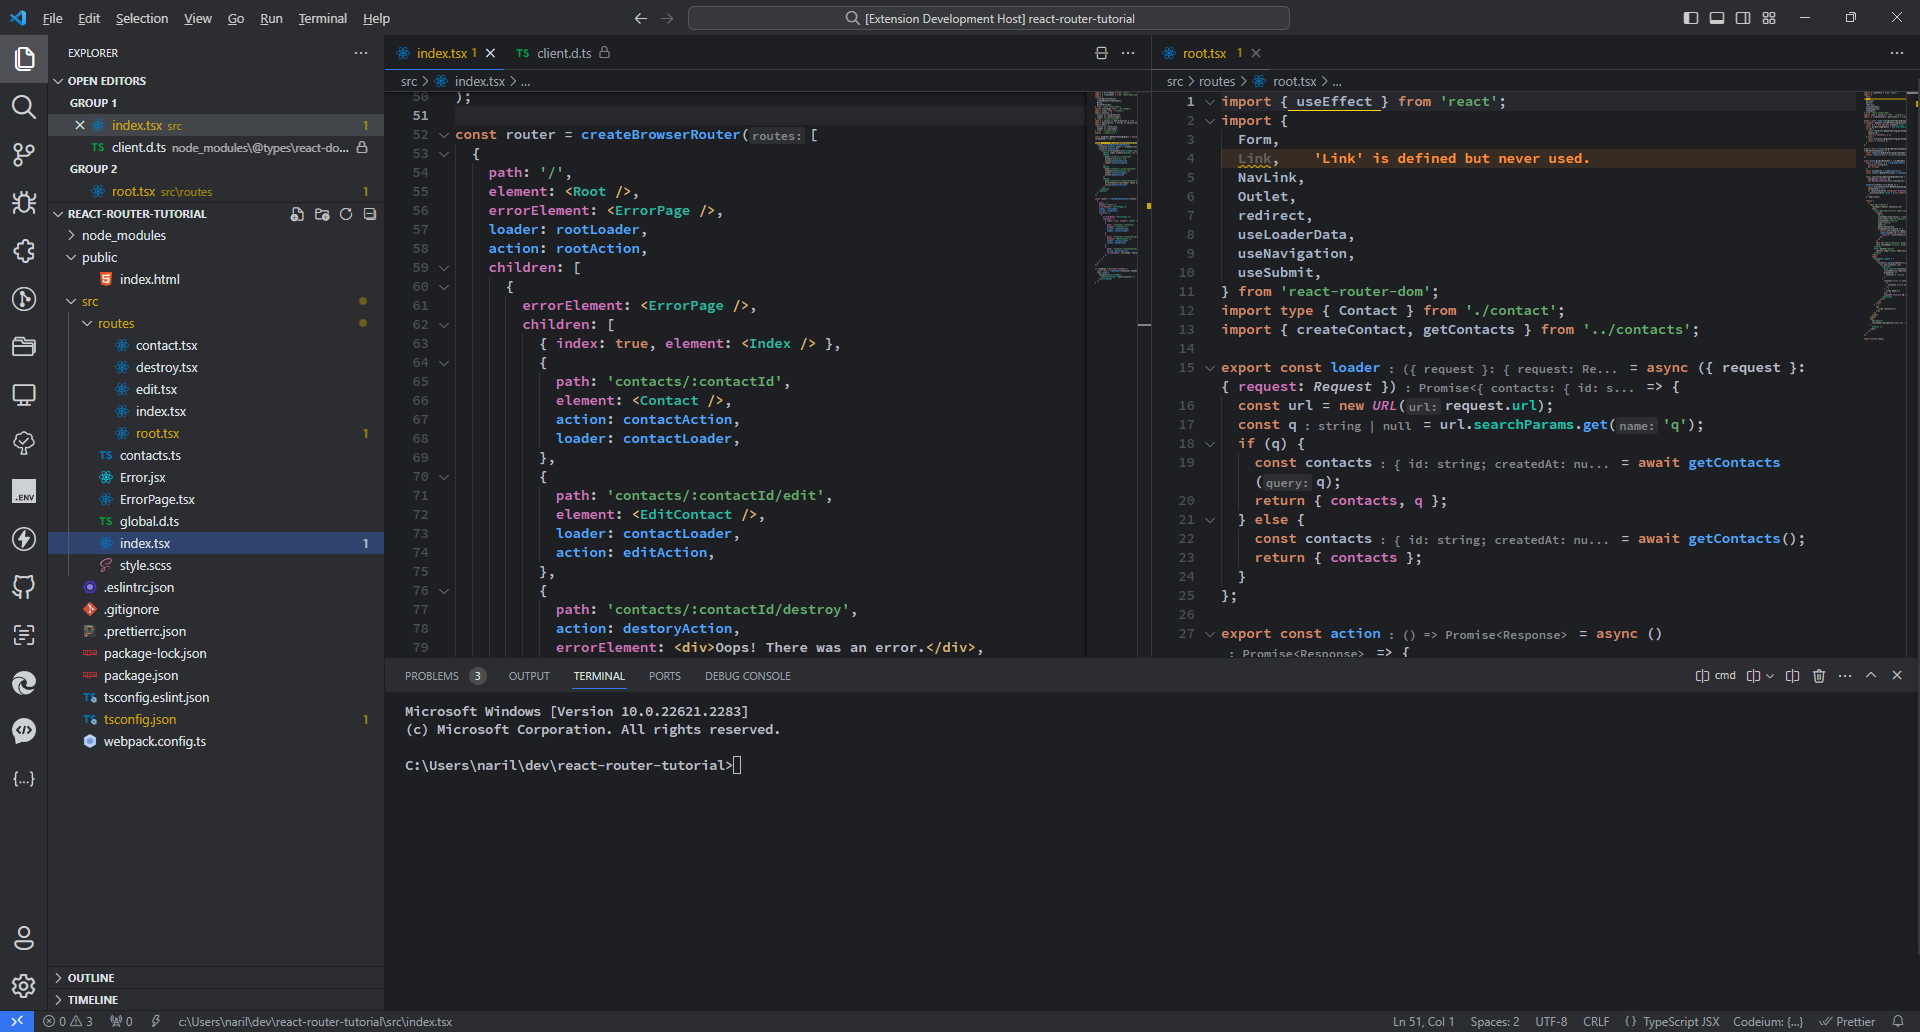 File Edit Selection View Go Run Terminal Help
[Extension Development Host] react-router-tutorial
EXPLORER
OPEN EDITORS
GROUP 1
index.tsx src 1
client.d.ts node_modules\@types\react-do...
GROUP 2
root.tsx src\routes 1
REACT-ROUTER-TUTORIAL
node_modules
public
index.html
src
routes
contact.tsx
destroy.tsx
edit.tsx
index.tsx
root.tsx 1
TS contacts.ts
Error.jsx
ErrorPage.tsx
TS global.d.ts
index.tsx 1
style.scss
.eslintrc.json
.gitignore
.prettierrc.json
package-lock.json
package.json
tsconfig.eslint.json
tsconfig.json 1
webpack.config.ts
OUTLINE
TIMELINE
.ENV
index.tsx 1
TS client.d.ts
src > index.tsx > ...
50 );
51
52 const router = createBrowserRouter(routes: [
53 {
54 path: '/',
55 element: <Root />,
56 errorElement: <ErrorPage />,
57 loader: rootLoader,
58 action: rootAction,
59 children: [
60 {
61 errorElement: <ErrorPage />,
62 children: [
63 { index: true, element: <Index /> },
64 {
65 path: 'contacts/:contactId',
66 element: <Contact />,
67 action: contactAction,
68 loader: contactLoader,
69 },
70 {
71 path: 'contacts/:contactId/edit',
72 element: <EditContact />,
73 loader: contactLoader,
74 action: editAction,
75 },
76 {
77 path: 'contacts/:contactId/destroy',
78 action: destoryAction,
79 errorElement: <div>Oops! There was an error.</div>,
root.tsx 1
src > routes > root.tsx > ...
1 import { useEffect } from 'react';
2 import {
3 Form,
4 Link, 'Link' is defined but never used.
5 NavLink,
6 Outlet,
7 redirect,
8 useLoaderData,
9 useNavigation,
10 useSubmit,
11 } from 'react-router-dom';
12 import type { Contact } from './contact';
13 import { createContact, getContacts } from '../contacts';
14
15 export const loader : ({ request }: { request: Re... = async ({ request }:
{ request: Request }) : Promise<{ contacts: { id: s... => {
16 const url = new URL(url: request.url);
17 const q : string | null = url.searchParams.get(name: 'q');
18 if (q) {
19 const contacts : { id: string; createdAt: nu... = await getContacts
(query: q);
20 return { contacts, q };
21 } else {
22 const contacts : { id: string; createdAt: nu... = await getContacts();
23 return { contacts };
24 }
25 };
26
27 export const action : () => Promise<Response> = async ()
: Promise<Response> => {
PROBLEMS 3 OUTPUT TERMINAL PORTS DEBUG CONSOLE
cmd
Microsoft Windows [Version 10.0.22621.2283]
(c) Microsoft Corporation. All rights reserved.
C:\Users\naril\dev\react-router-tutorial>
0 3 0 c:\Users\naril\dev\react-router-tutorial\src\index.tsx
Ln 51, Col 1 Spaces: 2 UTF-8 CRLF {} TypeScript JSX Codeium: {...} Prettier